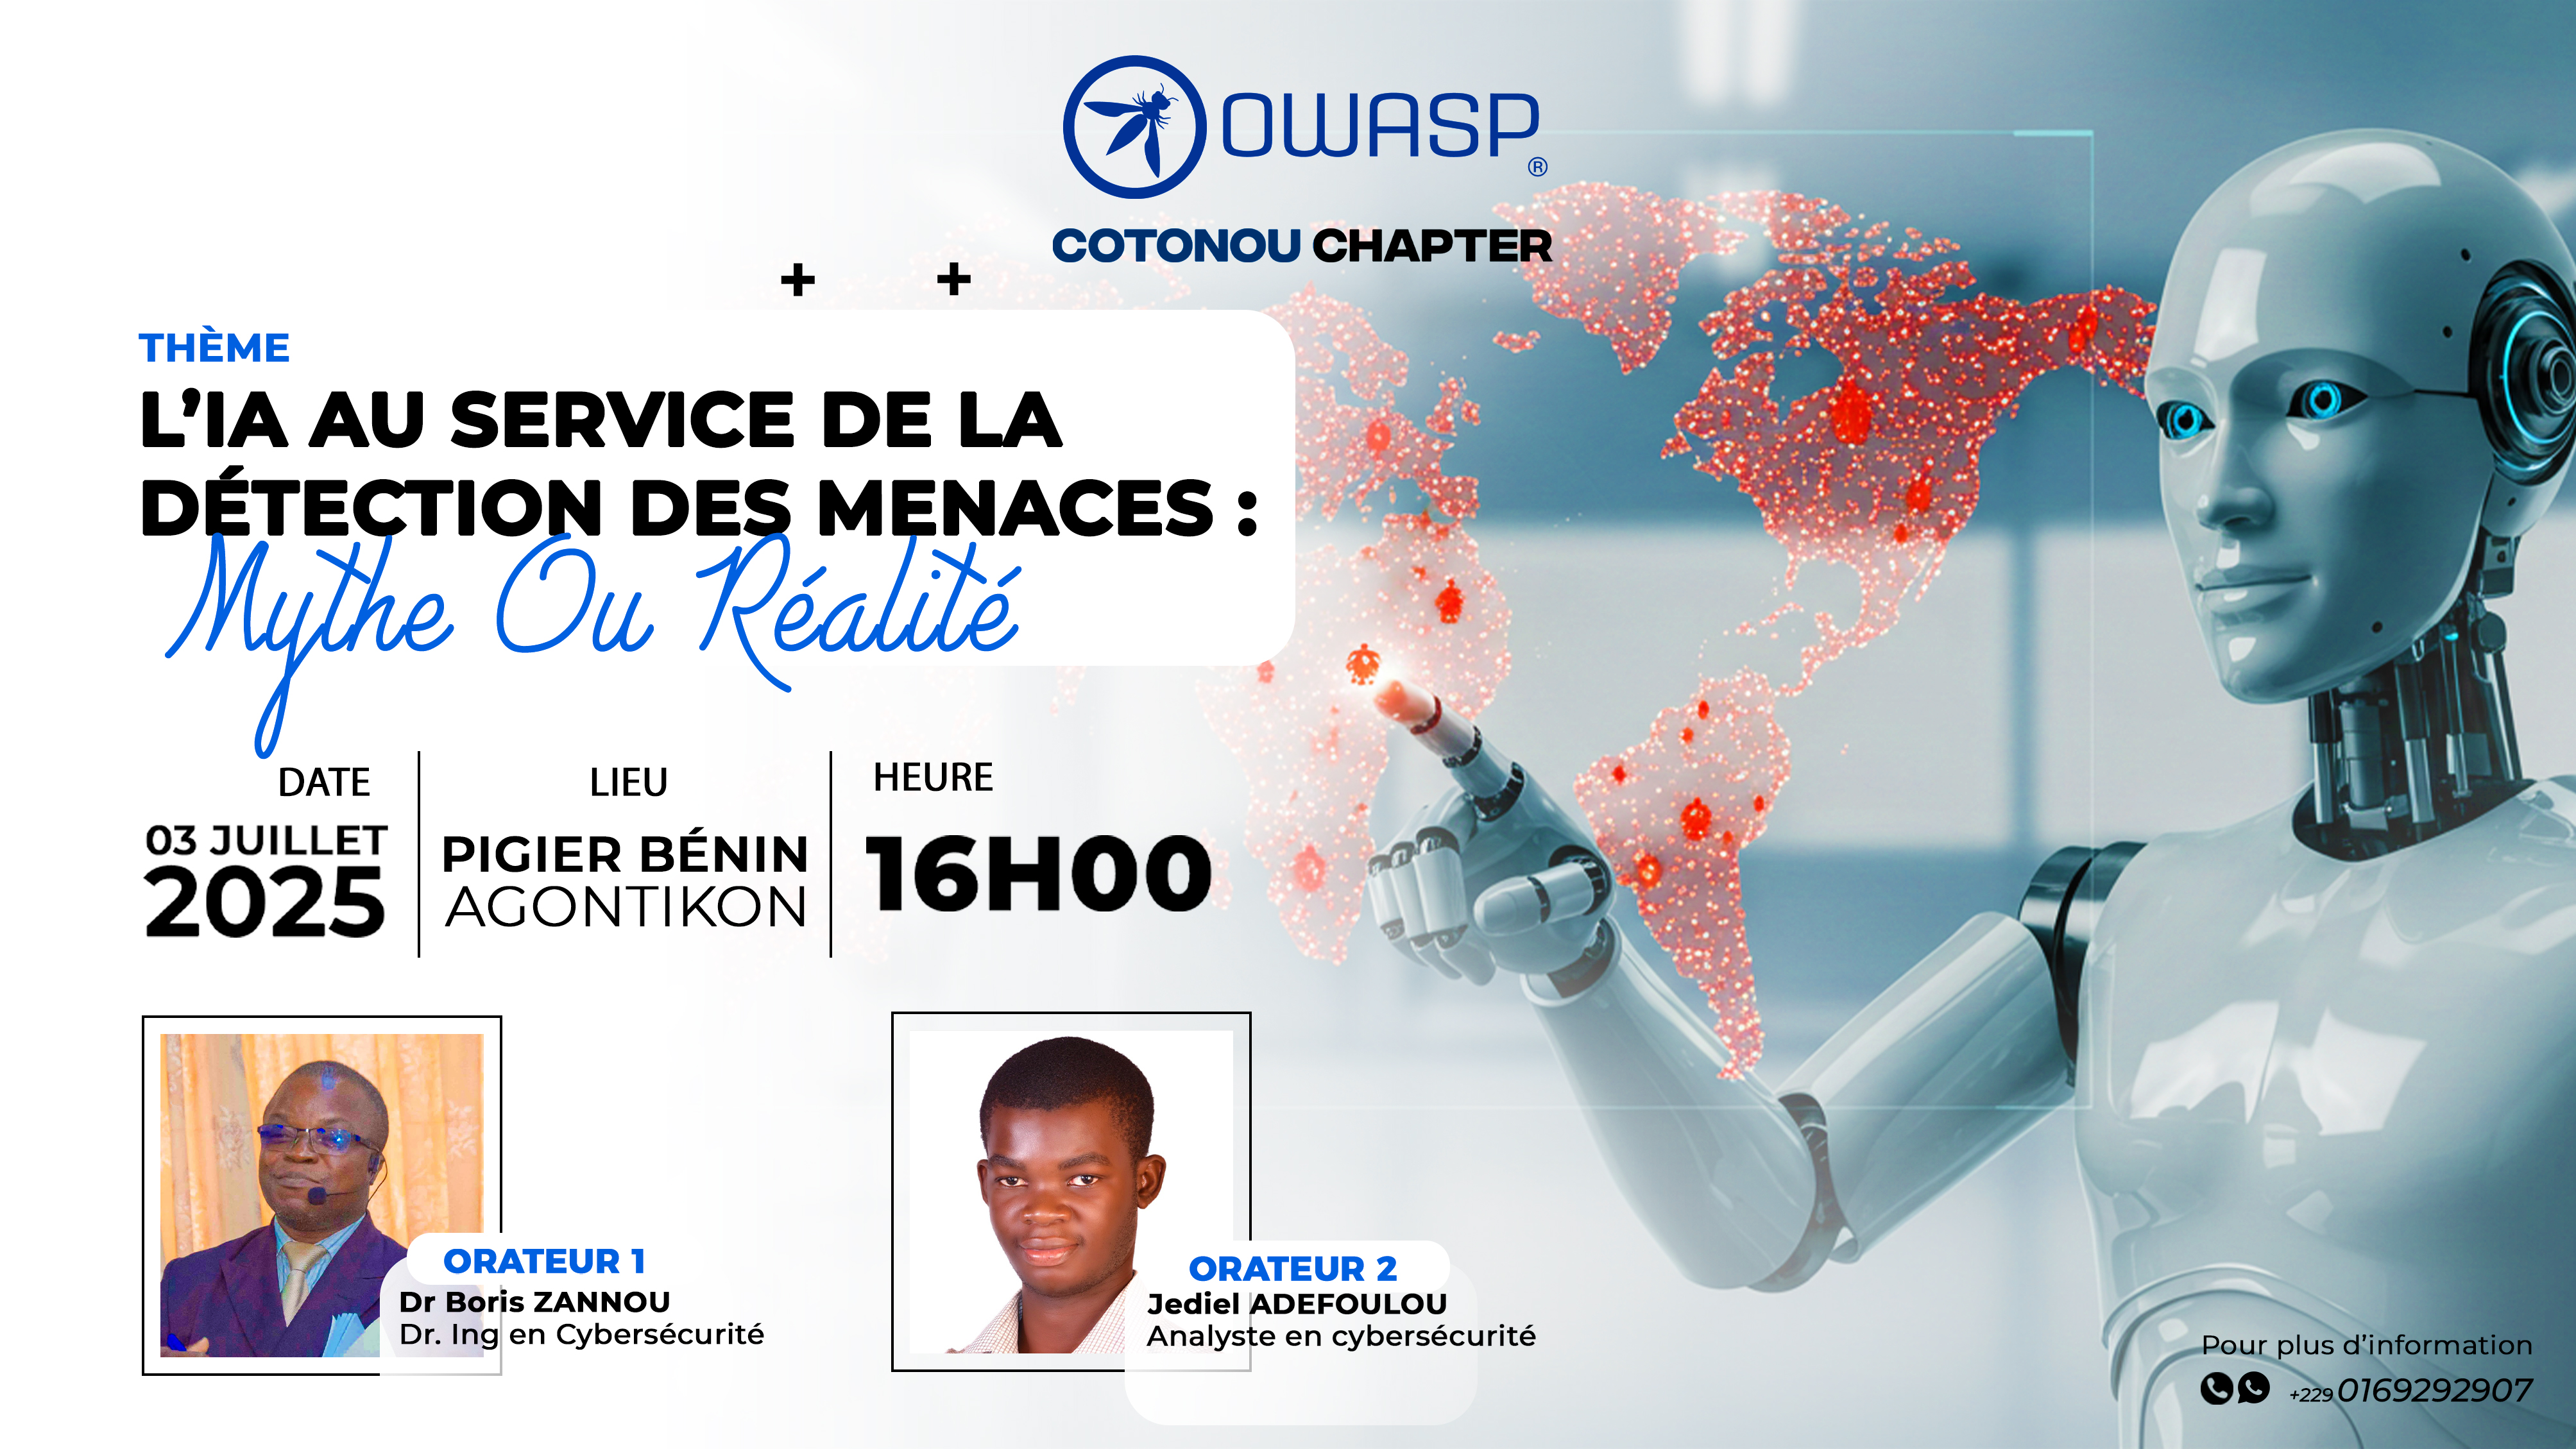 OWASP®
COTONOU CHAPTER
THÈME
L'IA AU SERVICE DE LA
DÉTECTION DES MENACES :
Mythe Ou Réalité
DATE
03 JUILLET
2025
LIEU
PIGIER BÉNIN
AGONTIKON
HEURE
16H00
ORATEUR 1
Dr Boris ZANNOU
Dr. Ing en Cybersécurité
ORATEUR 2
Jediel ADEFOULOU
Analyste en cybersécurité
Pour plus d'information
+229 0169292907